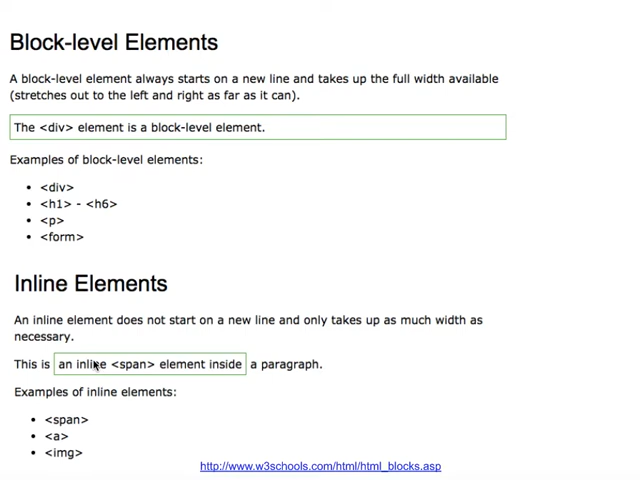 Block-level Elements
A block-level element always starts on a new line and takes up the full width available
(stretches out to the left and right as far as it can).
The <div> element is a block-level element.
Examples of block-level elements:
• <div>
• <h1> - <h6>
• <p>
• <form>
Inline Elements
An inline element does not start on a new line and only takes up as much width as
necessary.
This is an inline <span> element inside a paragraph.
Examples of inline elements:
• <span>
• <a>
• <img>
http://www.w3schools.com/html/html_blocks.asp